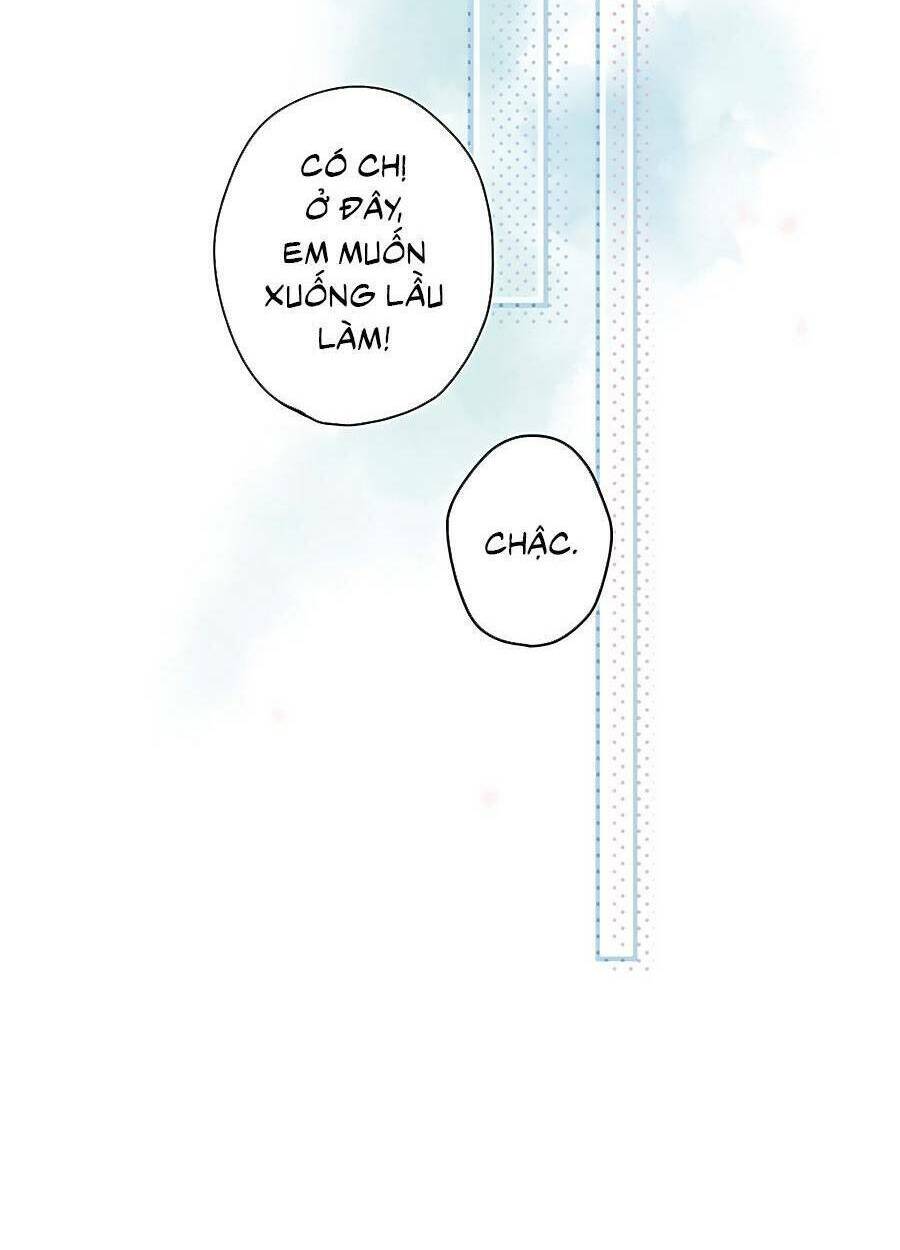 CÓ CHỊ
Ở ĐÂY,
EM MUỐN
XUỐNG LẦU
LÀM!
CHẬC.